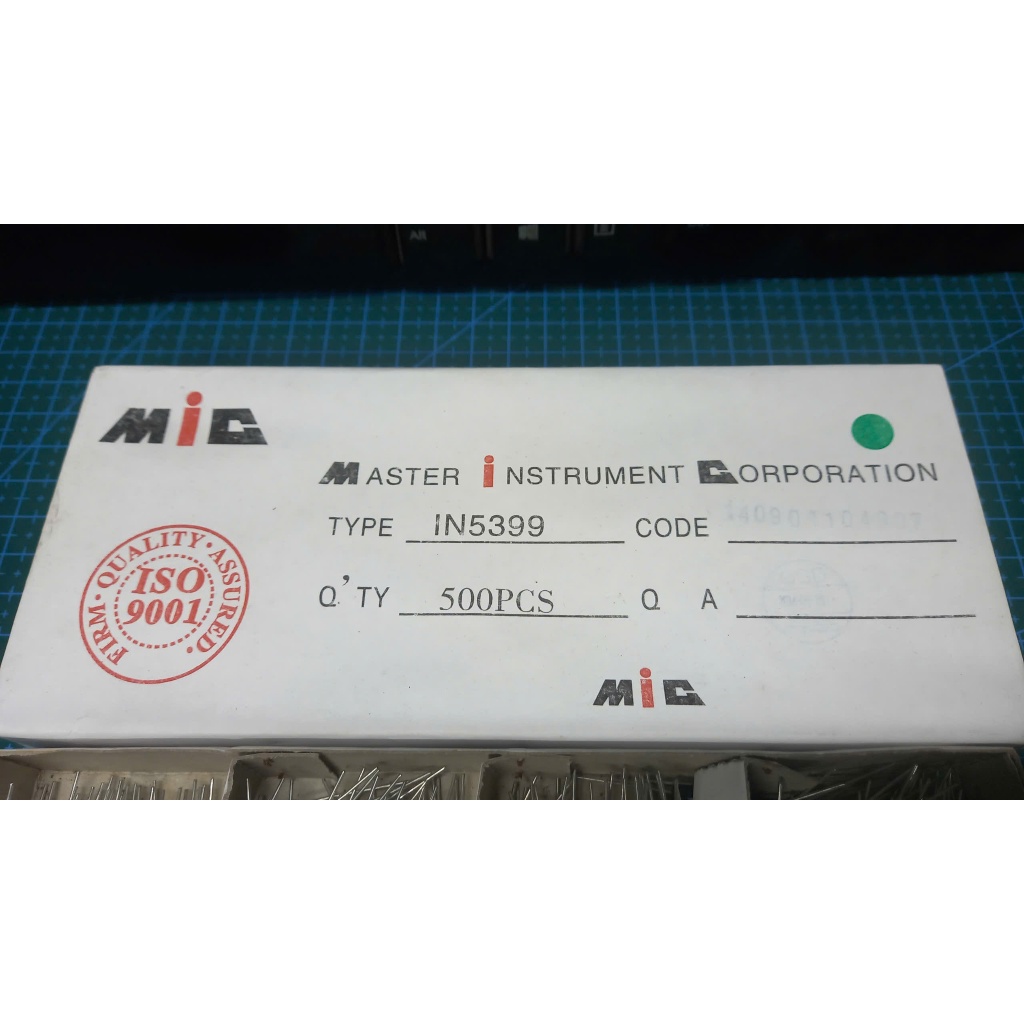 MiC
MASTER iNSTRUMENT CORPORATION
TYPE IN5399 CODE
Q'TY 500PCS Q A
FIRM · QUALITY · ASSURED.
ISO
9001
MiC